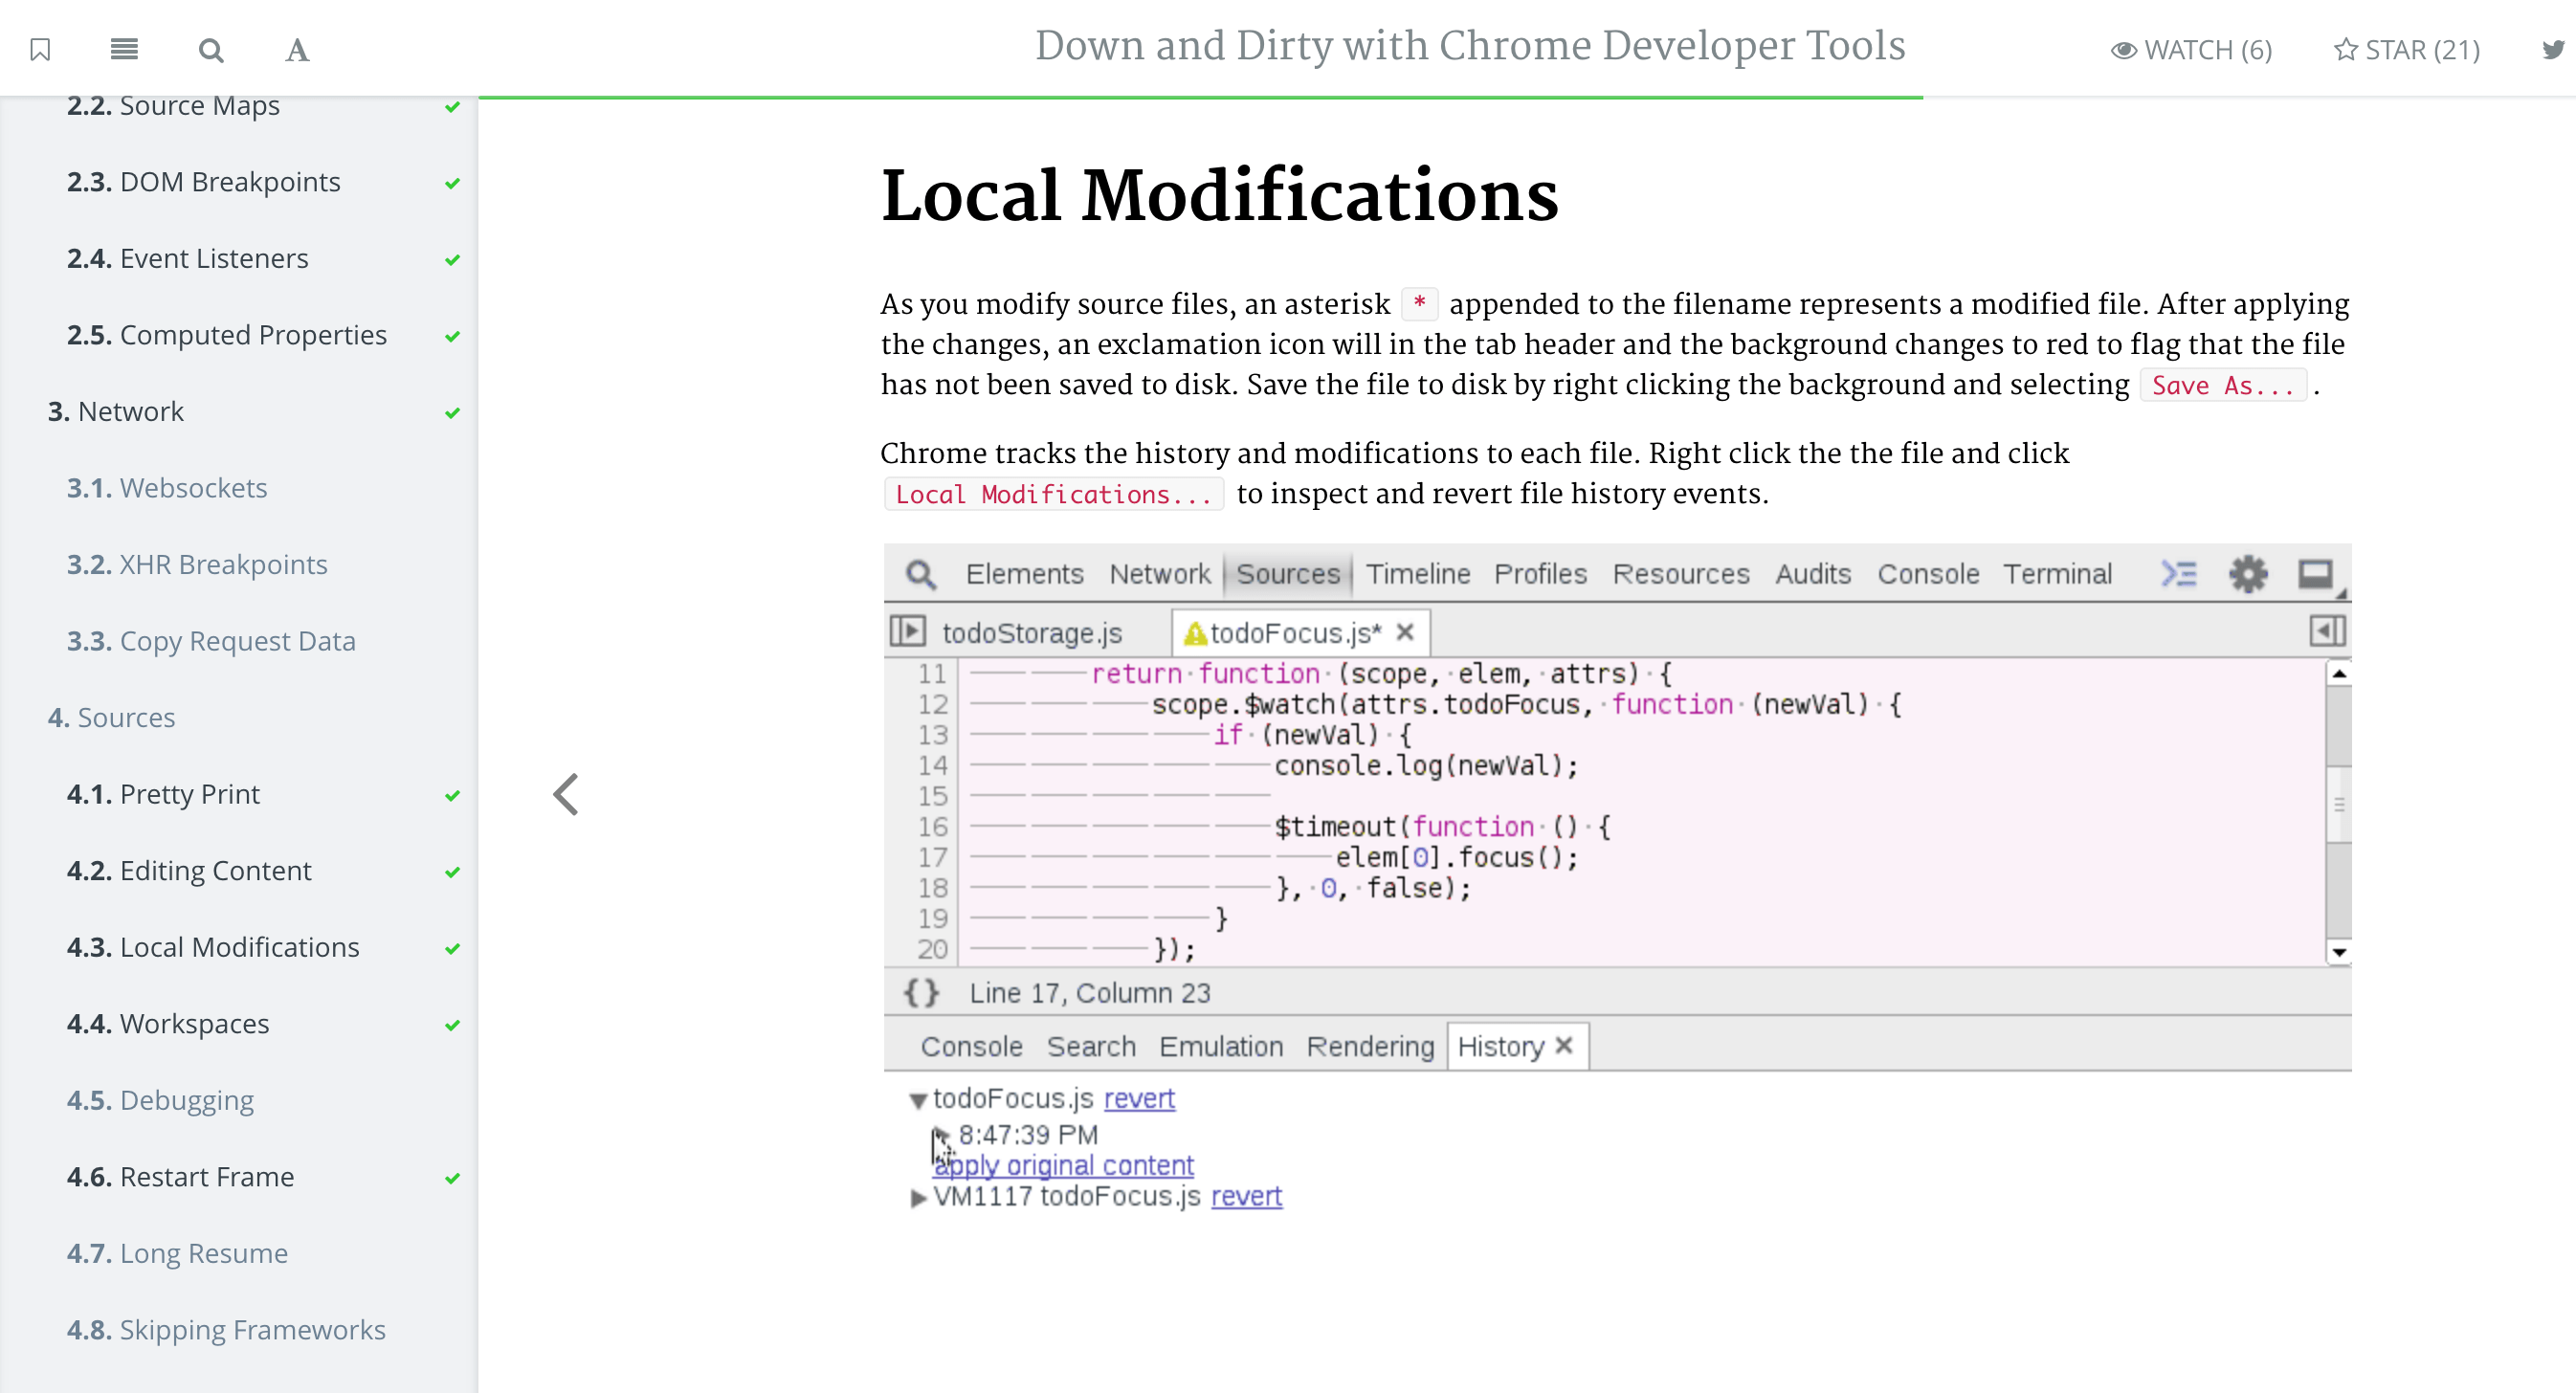 Down and Dirty with Chrome Developer Tools
WATCH (6)
STAR (21)
2.2. Source Maps
2.3. DOM Breakpoints
2.4. Event Listeners
2.5. Computed Properties
3. Network
3.1. Websockets
3.2. XHR Breakpoints
3.3. Copy Request Data
4. Sources
4.1. Pretty Print
4.2. Editing Content
4.3. Local Modifications
4.4. Workspaces
4.5. Debugging
4.6. Restart Frame
4.7. Long Resume
4.8. Skipping Frameworks
Local Modifications
As you modify source files, an asterisk * appended to the filename represents a modified file. After applying
the changes, an exclamation icon will in the tab header and the background changes to red to flag that the file
has not been saved to disk. Save the file to disk by right clicking the background and selecting Save As... .
Chrome tracks the history and modifications to each file. Right click the the file and click
Local Modifications... to inspect and revert file history events.
Elements Network Sources Timeline Profiles Resources Audits Console Terminal
todoStorage.js todoFocus.js*
11 return function (scope, elem, attrs) {
12 scope.$watch(attrs.todoFocus, function (newVal) {
13 if (newVal) {
14 console.log(newVal);
15
16 $timeout(function () {
17 elem[0].focus();
18 }, 0, false);
19 }
20 });
{} Line 17, Column 23
Console Search Emulation Rendering History
todoFocus.js revert
8:47:39 PM
apply original content
VM1117 todoFocus.js revert